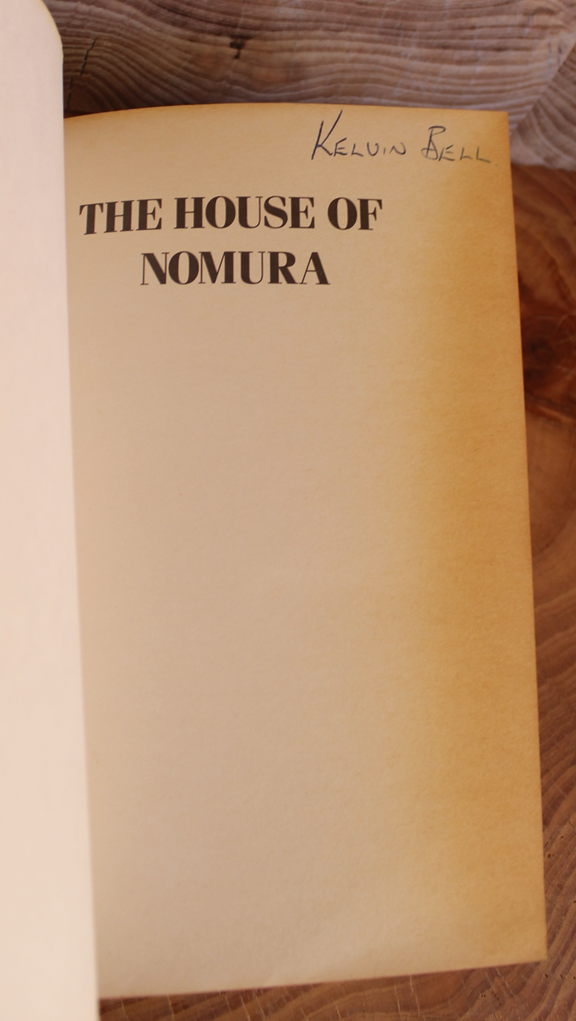 KELVIN BELL
THE HOUSE OF
NOMURA